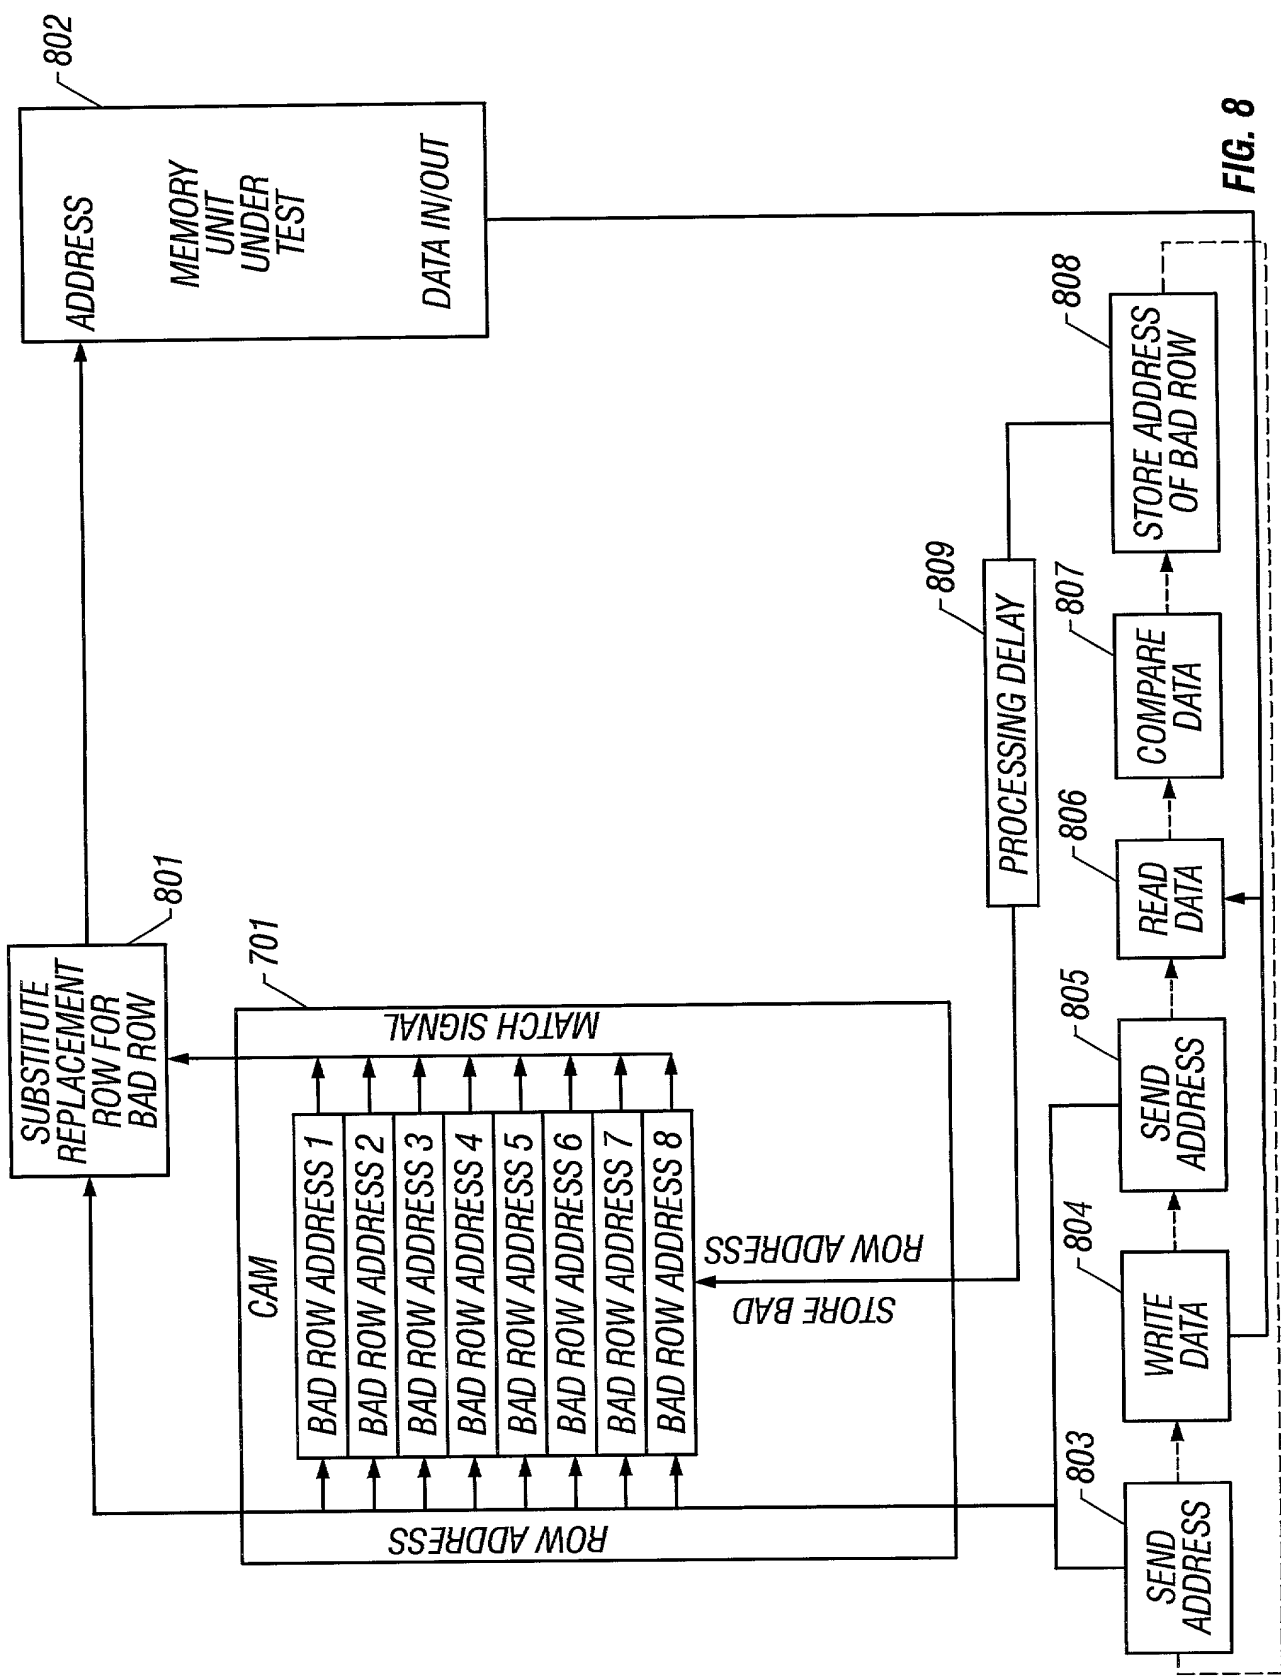 802
ADDRESS
MEMORY
UNIT
UNDER
TEST
DATA IN/OUT
SUBSTITUTE
REPLACEMENT
ROW FOR
BAD ROW
801
701
CAM
ROW ADDRESS
BAD ROW ADDRESS 1
BAD ROW ADDRESS 2
BAD ROW ADDRESS 3
BAD ROW ADDRESS 4
BAD ROW ADDRESS 5
BAD ROW ADDRESS 6
BAD ROW ADDRESS 7
BAD ROW ADDRESS 8
MATCH SIGNAL
STORE BAD
ROW ADDRESS
809
PROCESSING DELAY
803
SEND
ADDRESS
804
WRITE
DATA
805
SEND
ADDRESS
806
READ
DATA
807
COMPARE
DATA
808
STORE ADDRESS
OF BAD ROW
FIG. 8